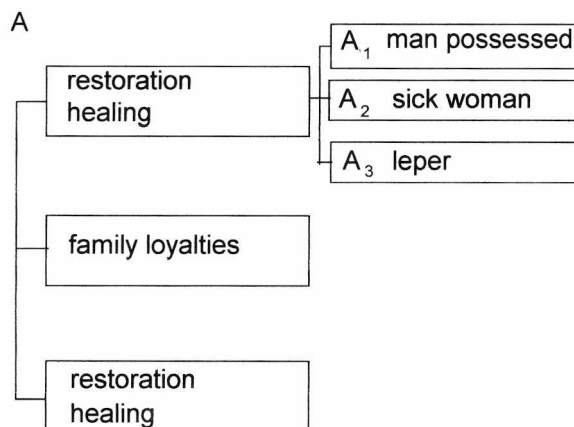 A
restoration
healing
A₁ man possessed
A₂ sick woman
A₃ leper
family loyalties
restoration
healing